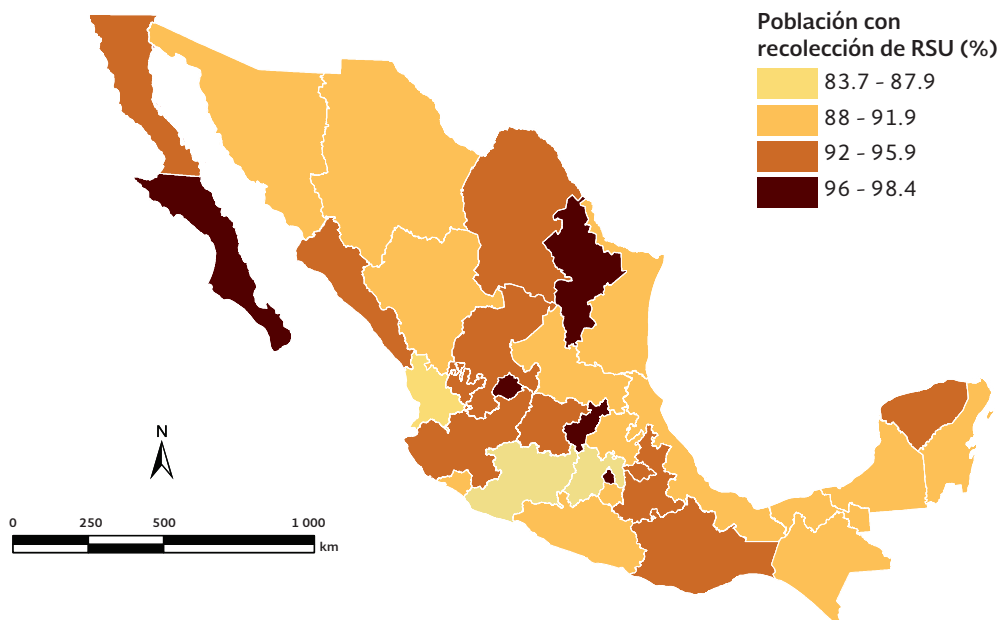 Población con
recolección de RSU (%)
83.7 - 87.9
88 - 91.9
92 - 95.9
96 - 98.4
N
0 250 500 1 000
km